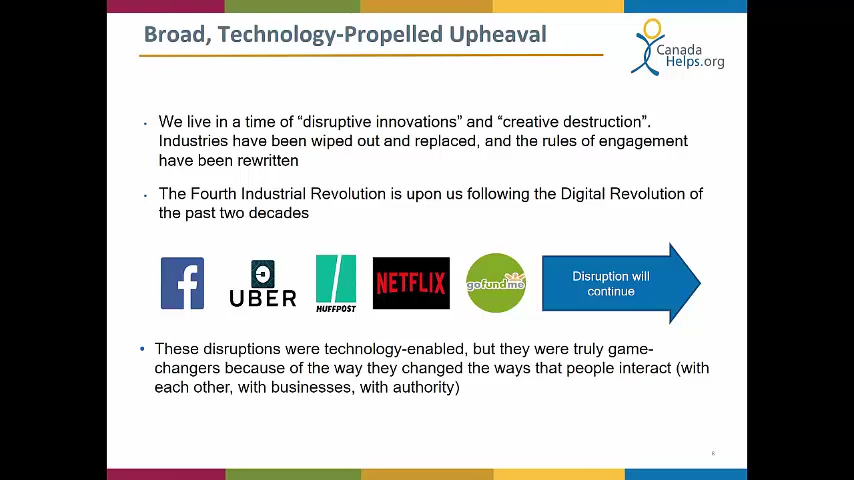 Broad, Technology-Propelled Upheaval
Canada
Helps.org
• We live in a time of “disruptive innovations” and “creative destruction”.
Industries have been wiped out and replaced, and the rules of engagement
have been rewritten
• The Fourth Industrial Revolution is upon us following the Digital Revolution of
the past two decades
f
UBER
HUFFPOST
NETFLIX
gofundme
Disruption will
continue
• These disruptions were technology-enabled, but they were truly game-
changers because of the way they changed the ways that people interact (with
each other, with businesses, with authority)
8